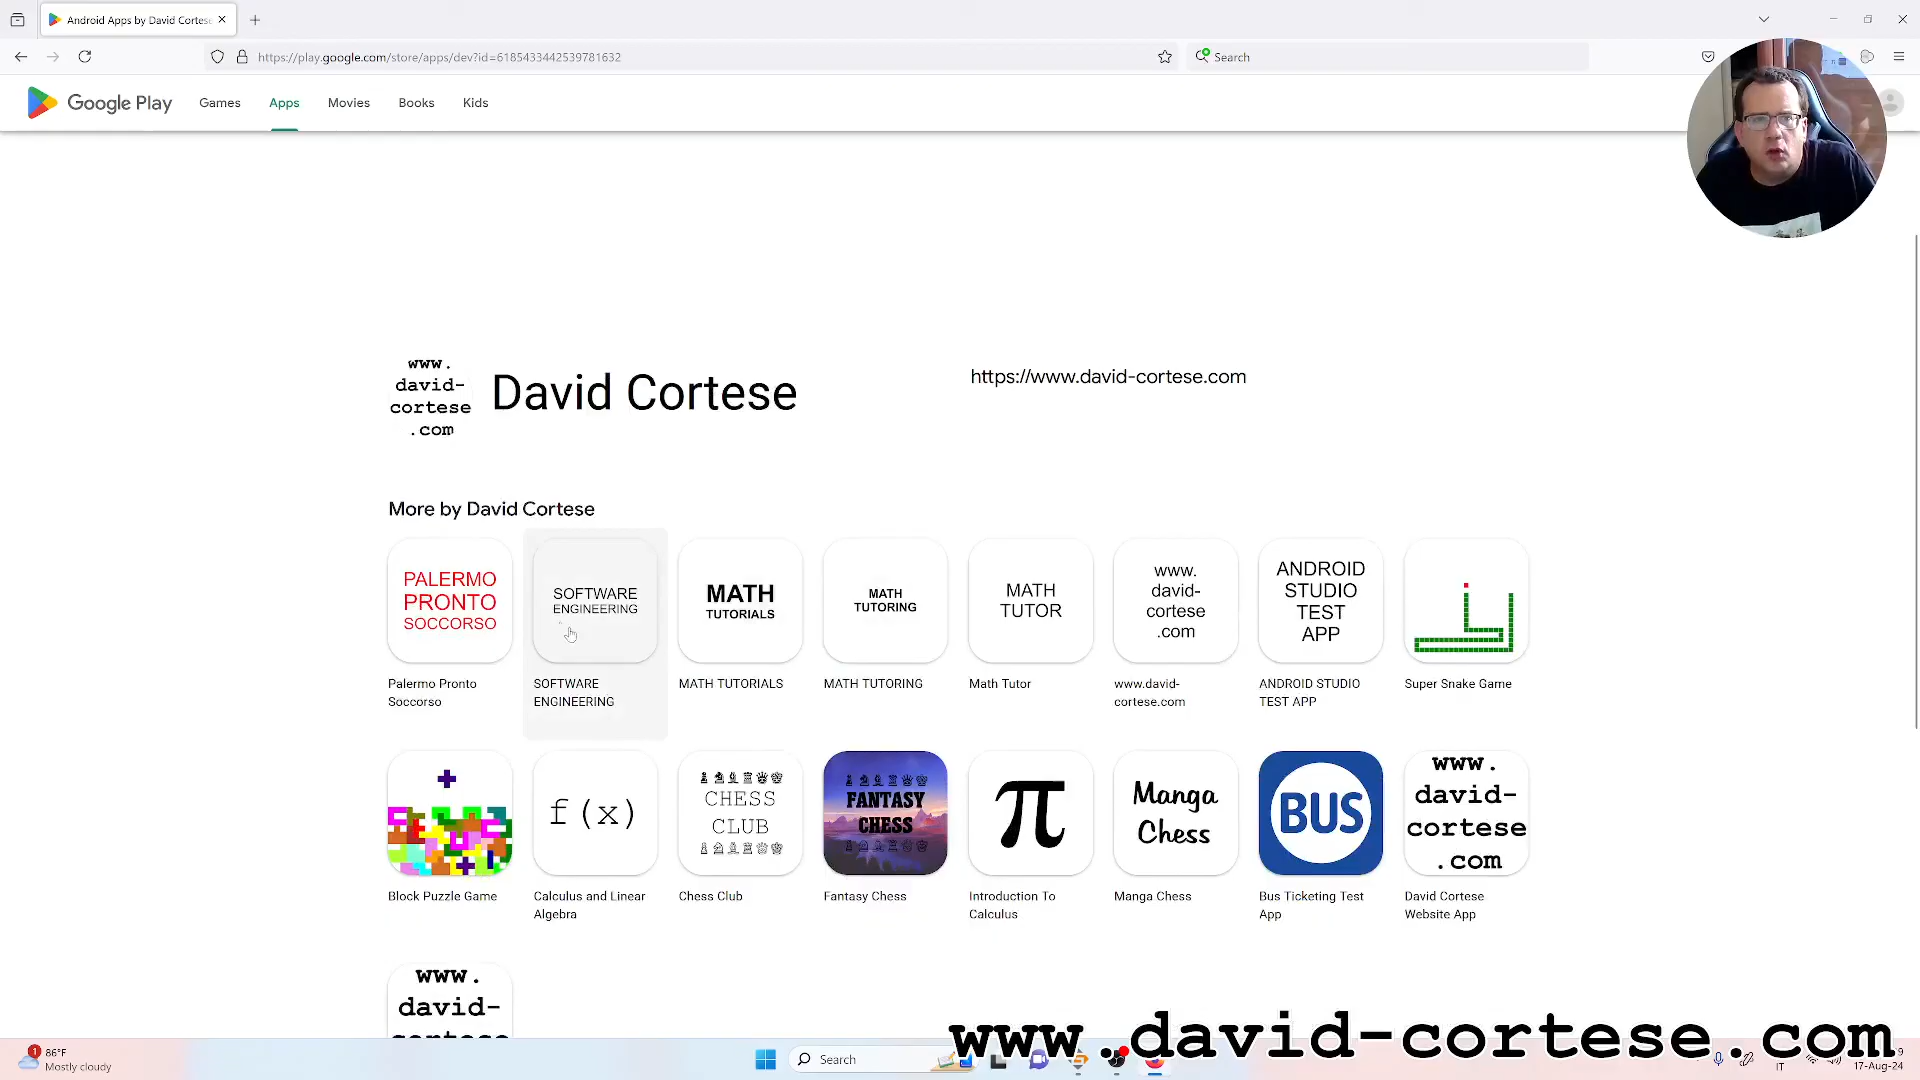 Android Apps by David Cortese
https://play.google.com/store/apps/dev?id=6185433442539781632
Search
Google Play
Games
Apps
Movies
Books
Kids
www.
david-
cortese
.com
David Cortese
https://www.david-cortese.com
More by David Cortese
PALERMO
PRONTO
SOCCORSO
SOFTWARE
ENGINEERING
MATH
TUTORIALS
MATH
TUTORING
MATH
TUTOR
www.
david-
cortese
.com
ANDROID
STUDIO
TEST
APP
Palermo Pronto
Soccorso
SOFTWARE
ENGINEERING
MATH TUTORIALS
MATH TUTORING
Math Tutor
www.david-
cortese.com
ANDROID STUDIO
TEST APP
Super Snake Game
f(x)
CHESS
CLUB
FANTASY
CHESS
π
Manga
Chess
BUS
www.
david-
cortese
.com
Block Puzzle Game
Calculus and Linear
Algebra
Chess Club
Fantasy Chess
Introduction To
Calculus
Manga Chess
Bus Ticketing Test
App
David Cortese
Website App
www.
david-
cortese
www.david-cortese.com
1
86°F
Mostly cloudy
Search
IT
17-Aug-24